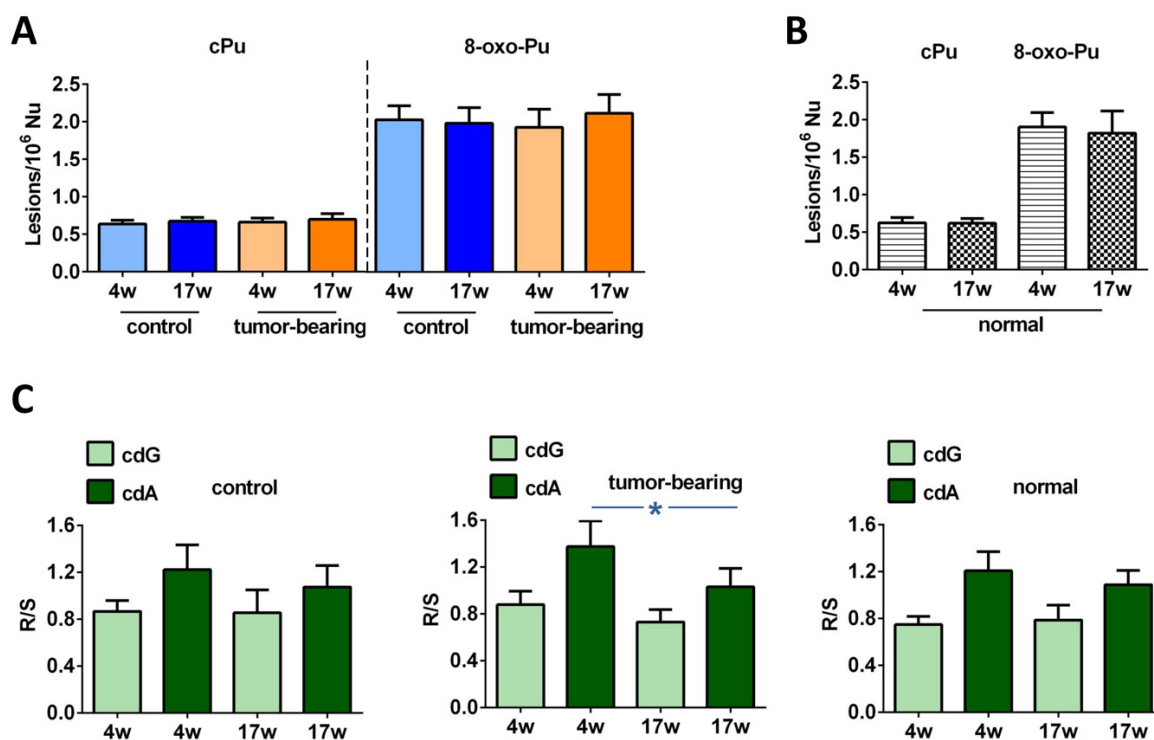 A
cPu
8-oxo-Pu
Lesions/10⁶ Nu
2.5
2.0
1.5
1.0
0.5
0.0
4w 17w 4w 17w 4w 17w 4w 17w
control tumor-bearing control tumor-bearing
B
cPu 8-oxo-Pu
Lesions/10⁶ Nu
2.5
2.0
1.5
1.0
0.5
0.0
4w 17w 4w 17w
normal
C
cdG
cdA
control
R/S
1.6
1.2
0.8
0.4
0.0
4w 4w 17w 17w
cdG
cdA
tumor-bearing
*
R/S
1.6
1.2
0.8
0.4
0.0
4w 4w 17w 17w
cdG
cdA
normal
R/S
1.6
1.2
0.8
0.4
0.0
4w 4w 17w 17w